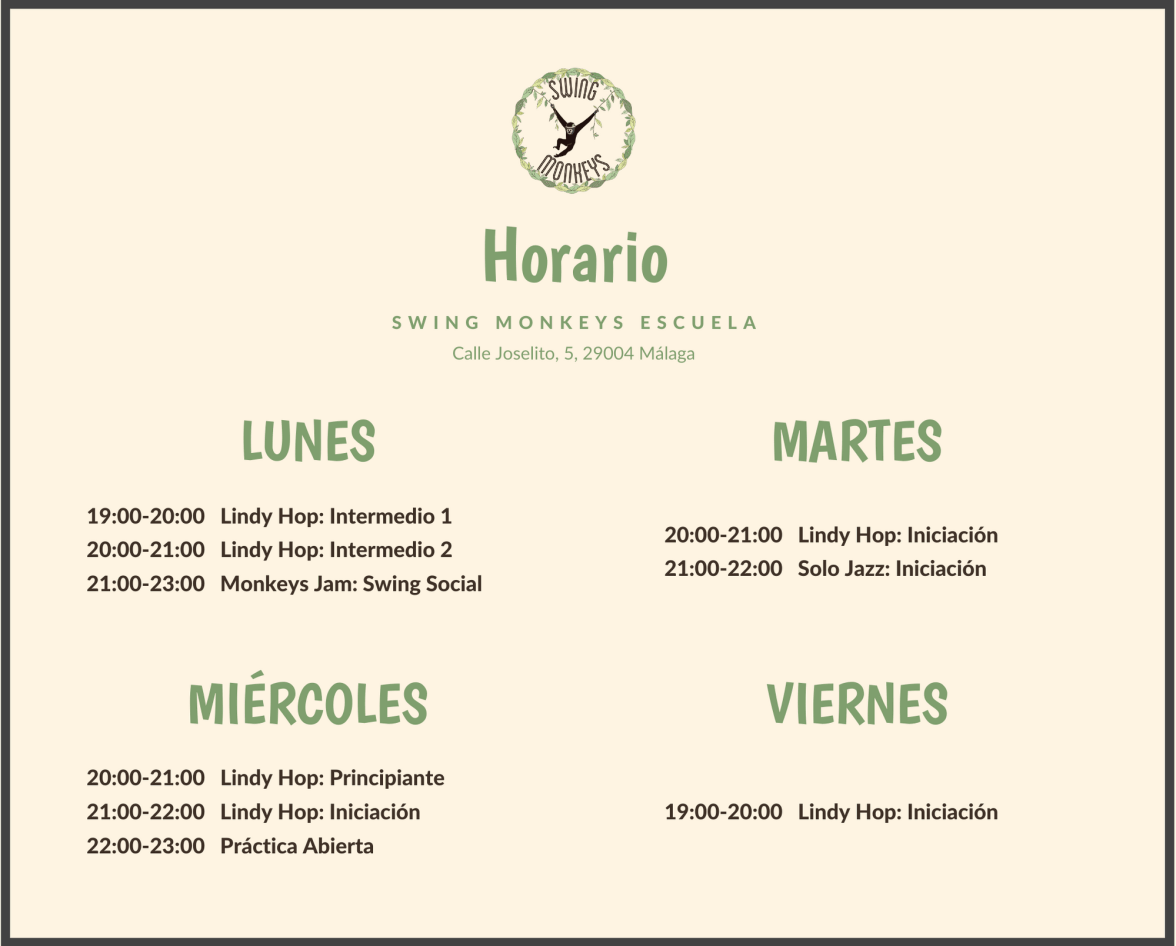 SWING
MONKEYS
Horario
SWING MONKEYS ESCUELA
Calle Joselito, 5, 29004 Málaga
LUNES
19:00-20:00 Lindy Hop: Intermedio 1
20:00-21:00 Lindy Hop: Intermedio 2
21:00-23:00 Monkeys Jam: Swing Social
MARTES
20:00-21:00 Lindy Hop: Iniciación
21:00-22:00 Solo Jazz: Iniciación
MIÉRCOLES
20:00-21:00 Lindy Hop: Principiante
21:00-22:00 Lindy Hop: Iniciación
22:00-23:00 Práctica Abierta
VIERNES
19:00-20:00 Lindy Hop: Iniciación